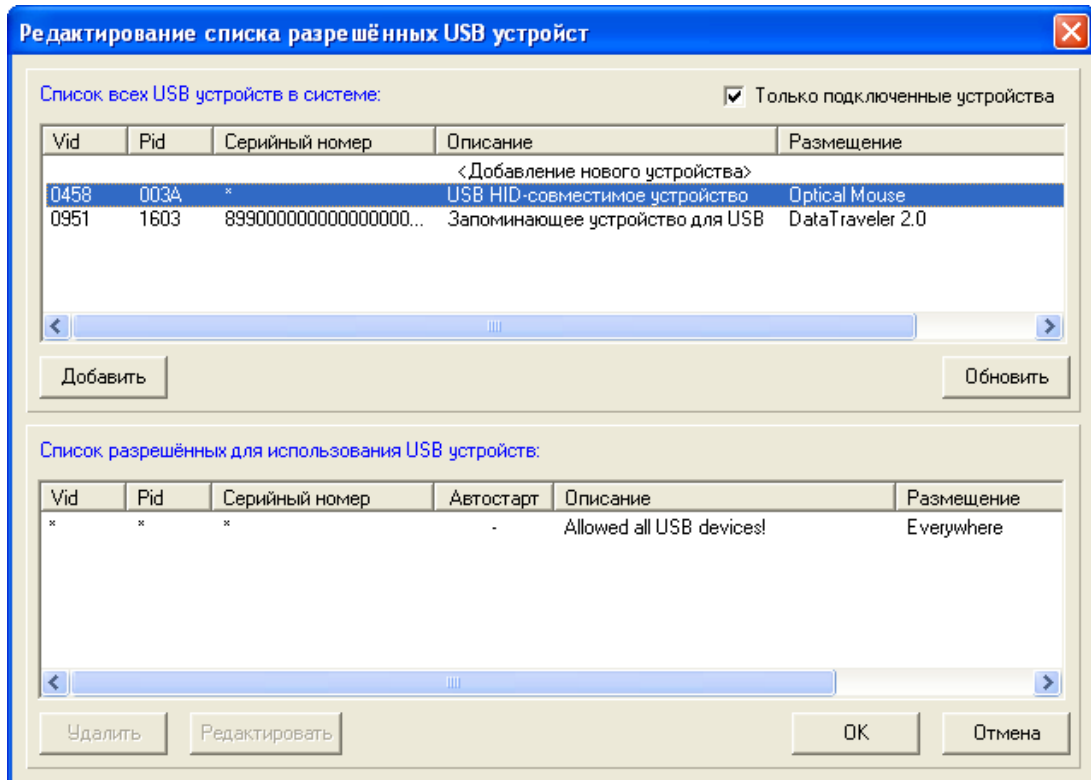 Редактирование списка разрешённых USB устройст
Список всех USB устройств в системе: Только подключенные устройства
Vid Pid Серийный номер Описание Размещение
<Добавление нового устройства>
0458 003A * USB HID-совместимое устройство Optical Mouse
0951 1603 899000000000000000... Запоминающее устройство для USB DataTraveler 2.0
Добавить Обновить
Список разрешённых для использования USB устройств:
Vid Pid Серийный номер Автостарт Описание Размещение
* * * - Allowed all USB devices! Everywhere
Удалить Редактировать OK Отмена